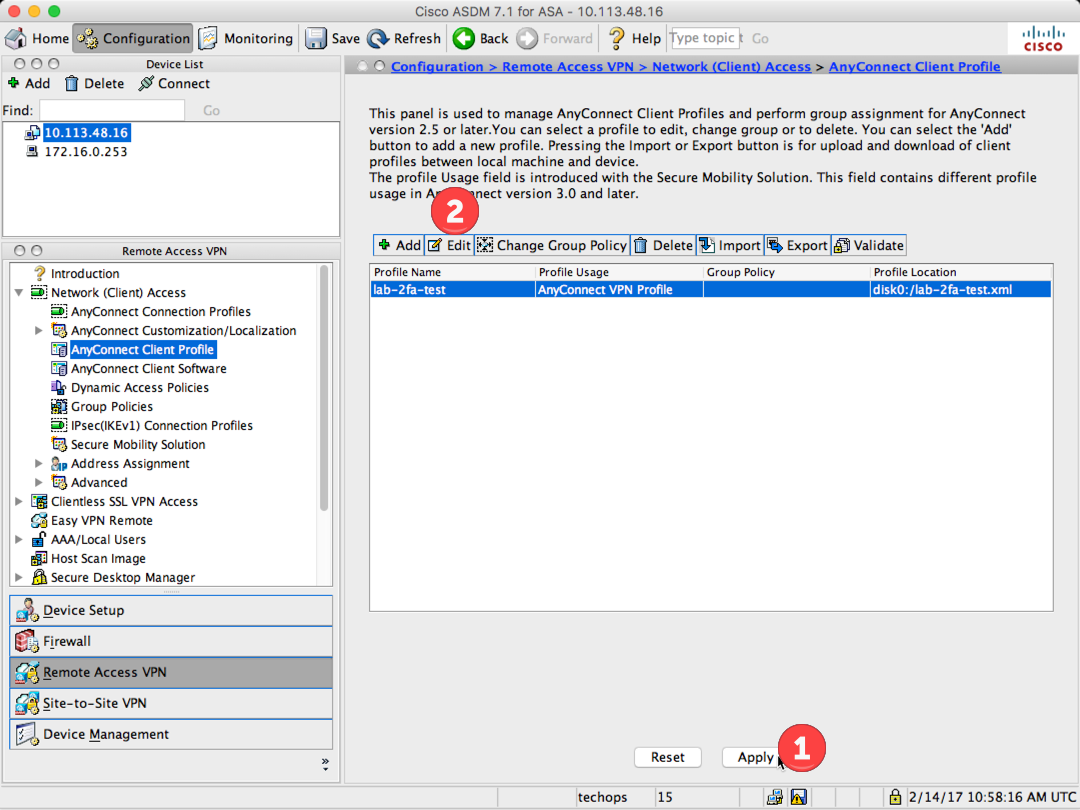 Cisco ASDM 7.1 for ASA - 10.113.48.16
Home Configuration Monitoring Save Refresh Back Forward Help Type topic Go
CISCO
Device List
Add Delete Connect
Find: Go
10.113.48.16
172.16.0.253
Remote Access VPN
Introduction
Network (Client) Access
AnyConnect Connection Profiles
AnyConnect Customization/Localization
AnyConnect Client Profile
AnyConnect Client Software
Dynamic Access Policies
Group Policies
IPsec(IKEv1) Connection Profiles
Secure Mobility Solution
Address Assignment
Advanced
Clientless SSL VPN Access
Easy VPN Remote
AAA/Local Users
Host Scan Image
Secure Desktop Manager
Device Setup
Firewall
Remote Access VPN
Site-to-Site VPN
Device Management
Configuration > Remote Access VPN > Network (Client) Access > AnyConnect Client Profile
This panel is used to manage AnyConnect Client Profiles and perform group assignment for AnyConnect
version 2.5 or later.You can select a profile to edit, change group or to delete. You can select the 'Add'
button to add a new profile. Pressing the Import or Export button is for upload and download of client
profiles between local machine and device.
The profile Usage field is introduced with the Secure Mobility Solution. This field contains different profile
usage in version 3.0 and later.
2
Add Edit Change Group Policy Delete Import Export Validate
Profile Name Profile Usage Group Policy Profile Location
lab-2fa-test AnyConnect VPN Profile disk0:/lab-2fa-test.xml
Reset Apply
1
techops 15 2/14/17 10:58:16 AM UTC